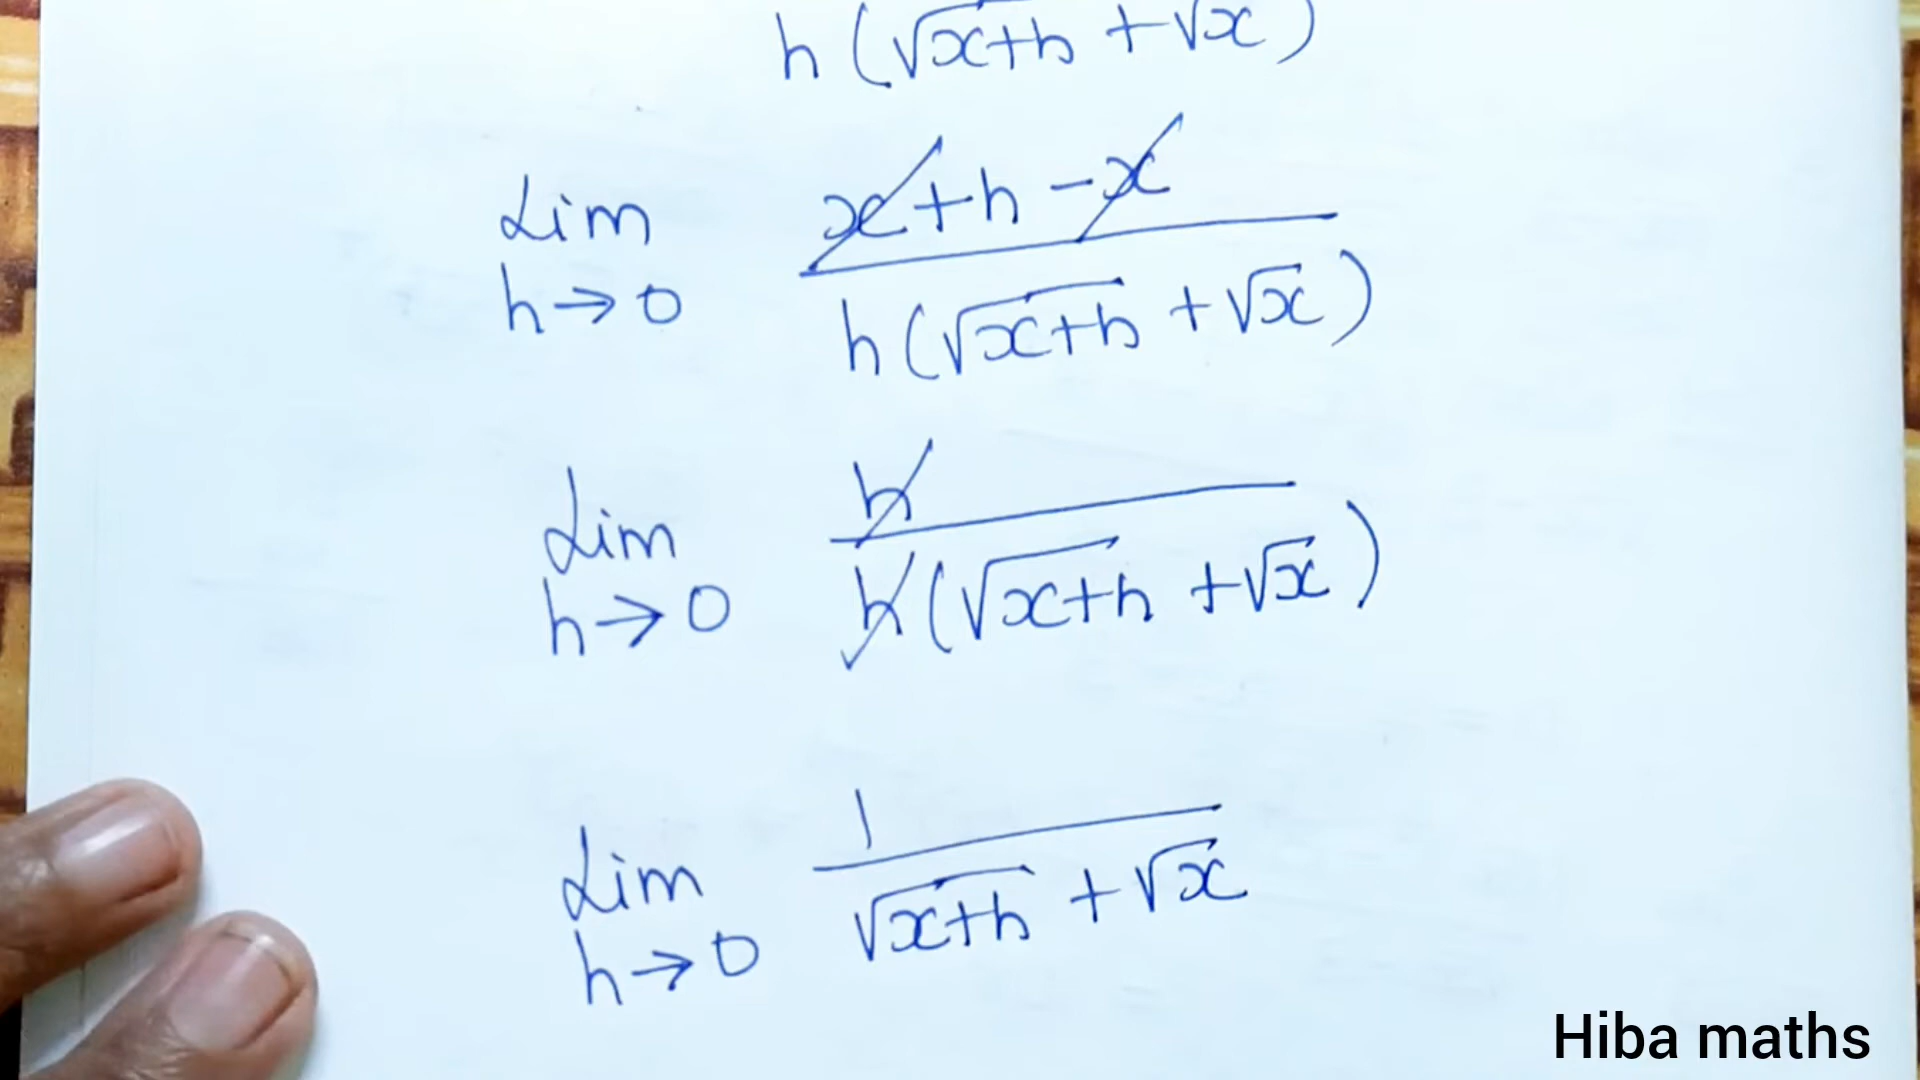 h(√x+h + √x)
x+h-x
Lim
h→0
h(√x+h + √x)
h
Lim
h→0
h(√x+h +√x)
1
Lim
h→0
√x+h +√x
Hiba maths